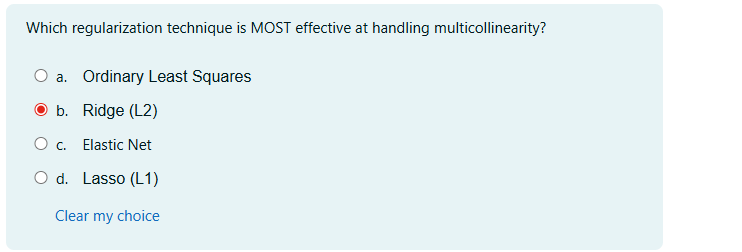 Which regularization technique is MOST effective at handling multicollinearity?
a. Ordinary Least Squares
b. Ridge (L2)
c. Elastic Net
d. Lasso (L1)
Clear my choice